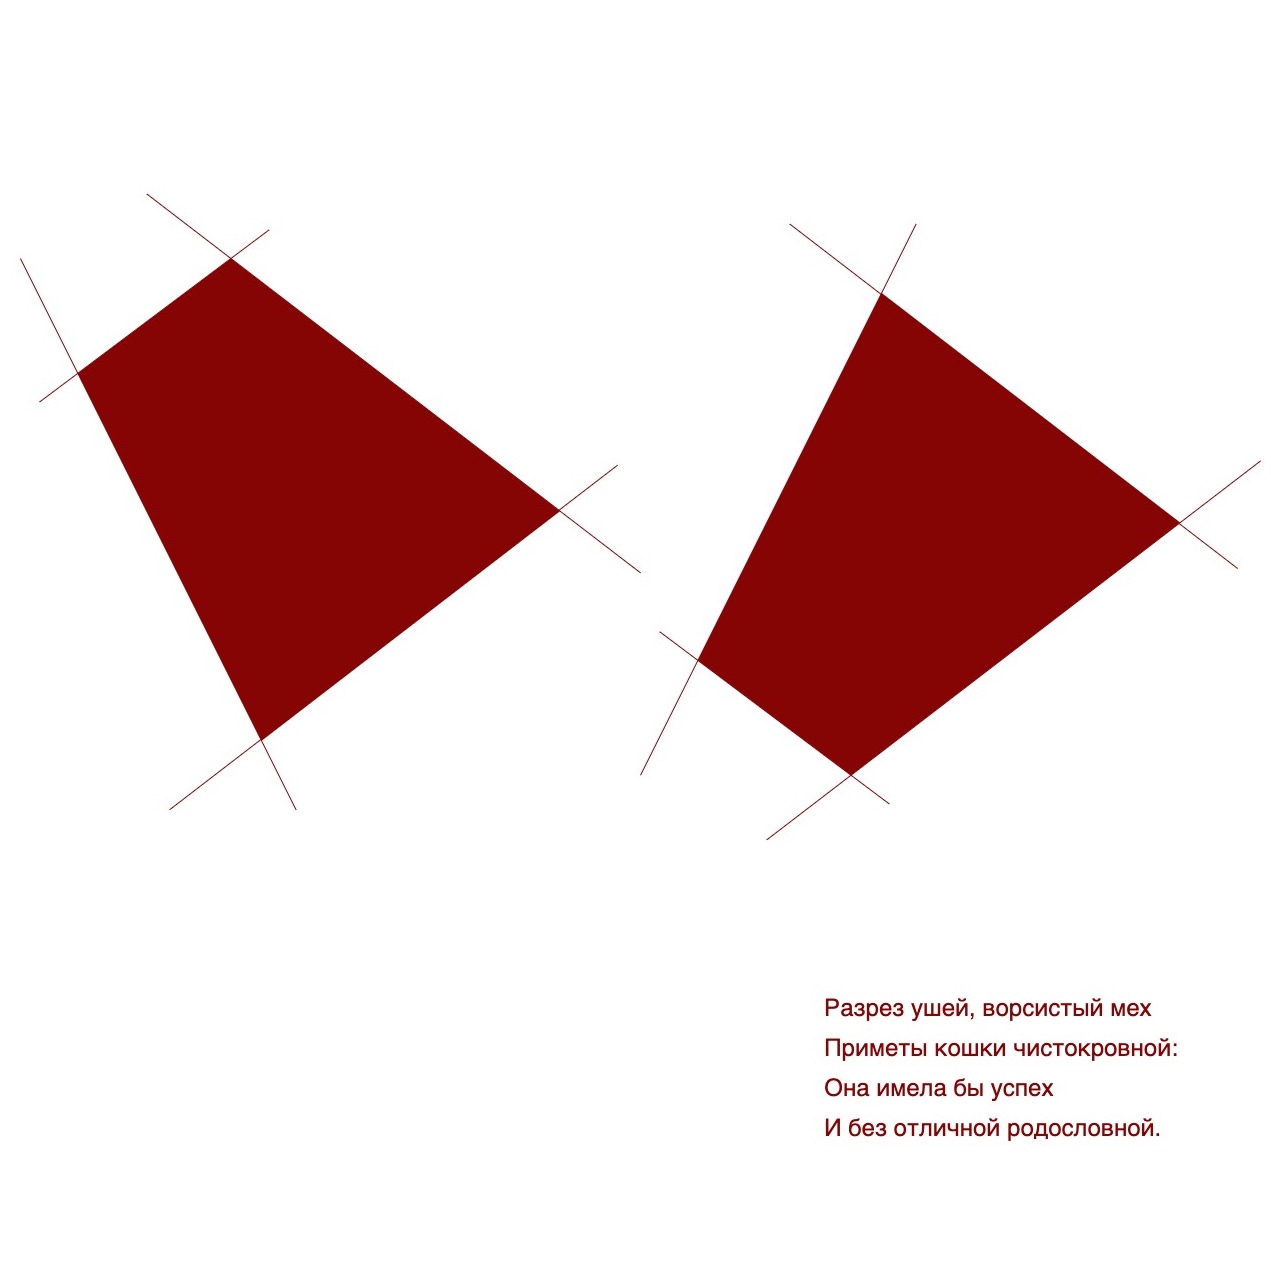 Разрез ушей, ворсистый мех
Приметы кошки чистокровной:
Она имела бы успех
И без отличной родословной.